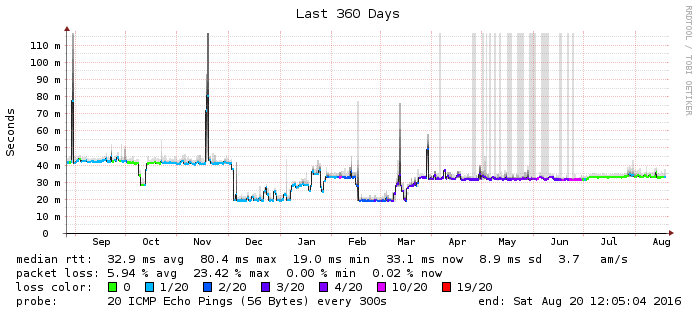 Last 360 Days
RRDTOOL / TOBI OETIKER
Seconds
110 m
100 m
90 m
80 m
70 m
60 m
50 m
40 m
30 m
20 m
10 m
0
Sep Oct Nov Dec Jan Feb Mar Apr May Jun Jul Aug
median rtt: 32.9 ms avg 80.4 ms max 19.0 ms min 33.1 ms now 8.9 ms sd 3.7 am/s
packet loss: 5.94 % avg 23.42 % max 0.00 % min 0.02 % now
loss color: 0 1/20 2/20 3/20 4/20 10/20 19/20
probe: 20 ICMP Echo Pings (56 Bytes) every 300s end: Sat Aug 20 12:05:04 2016